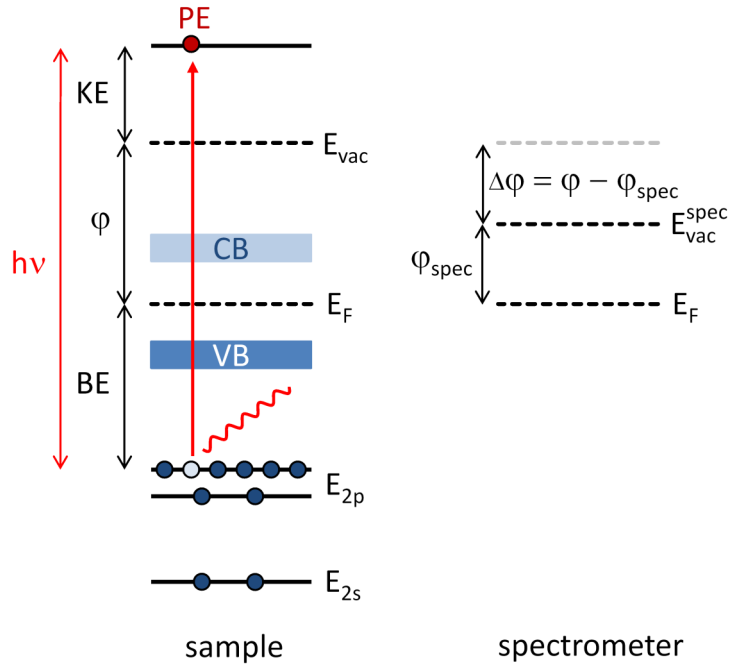 PE
KE
E_vac
φ
CB
hν
E_F
VB
BE
E_2p
E_2s
sample
Δφ = φ − φ_spec
E_vac^spec
φ_spec
E_F
spectrometer